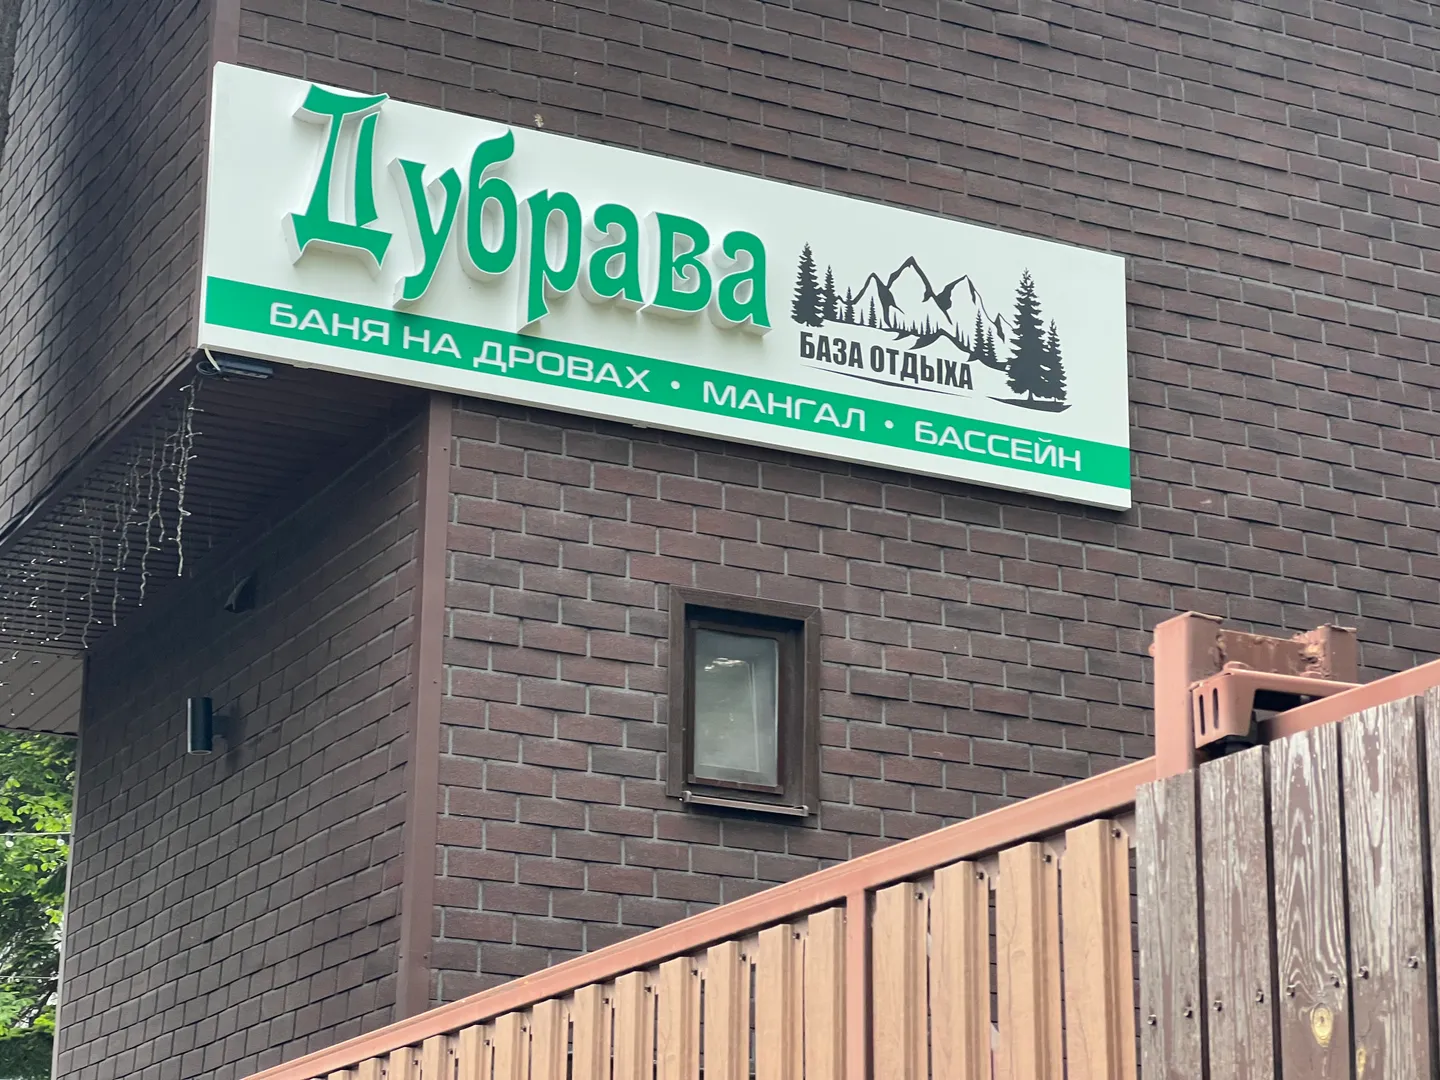 Дубрава
БАЗА ОТДЫХА
БАНЯ НА ДРОВАХ • МАНГАЛ • БАССЕЙН